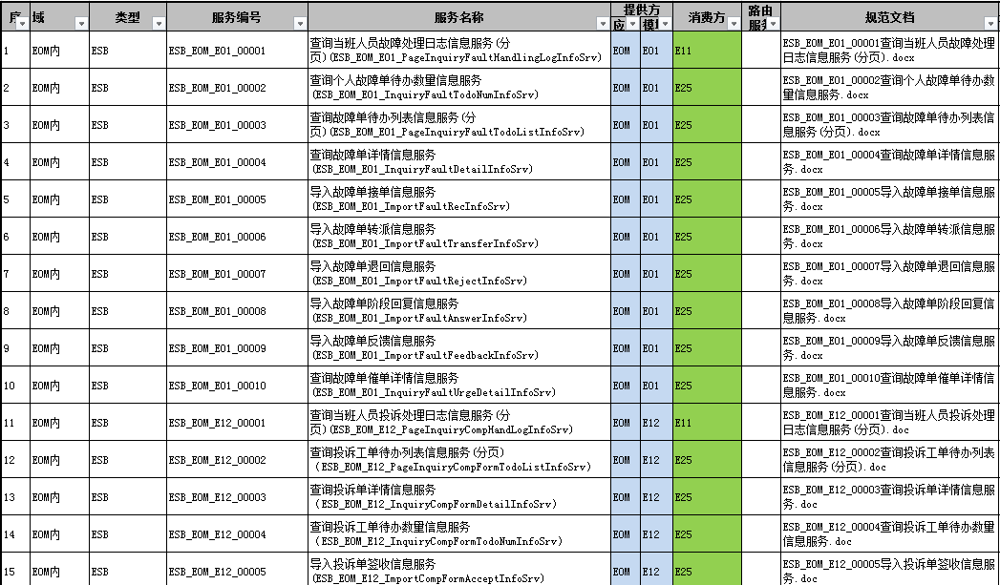 序 域 类型 服务编号 服务名称 提供方 消费方 路由 规范文档
应 模块 服务
1 EOM内 ESB ESB_EOM_E01_00001 查询当班人员故障处理日志信息服务(分 EOM E01 E11 ESB_EOM_E01_00001查询当班人员故障处理
页)(ESB_EOM_E01_PageInquiryFaultHandlingLogInfoSrv) 日志信息服务(分页).docx
2 EOM内 ESB ESB_EOM_E01_00002 查询个人故障单待办数量信息服务 EOM E01 E25 ESB_EOM_E01_00002查询个人故障单待办数
(ESB_EOM_E01_InquiryFaultTodoNumInfoSrv) 量信息服务.docx
3 EOM内 ESB ESB_EOM_E01_00003 查询故障单待办列表信息服务(分 EOM E01 E25 ESB_EOM_E01_00003查询故障单待办列表信
页)(ESB_EOM_E01_PageInquiryFaultTodoListInfoSrv) 息服务(分页).docx
4 EOM内 ESB ESB_EOM_E01_00004 查询故障单详情信息服务 EOM E01 E25 ESB_EOM_E01_00004查询故障单详情信息服
(ESB_EOM_E01_InquiryFaultDetailInfoSrv) 务.docx
5 EOM内 ESB ESB_EOM_E01_00005 导入故障单接单信息服务 EOM E01 E25 ESB_EOM_E01_00005导入故障单接单信息服
(ESB_EOM_E01_ImportFaultRecInfoSrv) 务.docx
6 EOM内 ESB ESB_EOM_E01_00006 导入故障单转派信息服务 EOM E01 E25 ESB_EOM_E01_00006导入故障单转派信息服
(ESB_EOM_E01_ImportFaultTransferInfoSrv) 务.docx
7 EOM内 ESB ESB_EOM_E01_00007 导入故障单退回信息服务 EOM E01 E25 ESB_EOM_E01_00007导入故障单退回信息服
(ESB_EOM_E01_ImportFaultRejectInfoSrv) 务.docx
8 EOM内 ESB ESB_EOM_E01_00008 导入故障单阶段回复信息服务 EOM E01 E25 ESB_EOM_E01_00008导入故障单阶段回复信
(ESB_EOM_E01_ImportFaultAnswerInfoSrv) 息服务.docx
9 EOM内 ESB ESB_EOM_E01_00009 导入故障单反馈信息服务 EOM E01 E25 ESB_EOM_E01_00009导入故障单反馈信息服
(ESB_EOM_E01_ImportFaultFeedbackInfoSrv) 务.docx
10 EOM内 ESB ESB_EOM_E01_00010 查询故障单催单详情信息服务 EOM E01 E25 ESB_EOM_E01_00010查询故障单催单详情信
(ESB_EOM_E01_InquiryFaultUrgeDetailInfoSrv) 息服务.docx
11 EOM内 ESB ESB_EOM_E12_00001 查询当班人员投诉处理日志信息服务(分 EOM E12 E11 ESB_EOM_E12_00001查询当班人员投诉处理
页)(ESB_EOM_E12_PageInquiryCompHandLogInfoSrv) 日志信息服务(分页).doc
12 EOM内 ESB ESB_EOM_E12_00002 查询投诉工单待办列表信息服务(分页) EOM E12 E25 ESB_EOM_E12_00002查询投诉工单待办列表
(ESB_EOM_E12_PageInquiryCompFormTodoListInfoSrv) 信息服务(分页).doc
13 EOM内 ESB ESB_EOM_E12_00003 查询投诉单详情信息服务 EOM E12 E25 ESB_EOM_E12_00003查询投诉单详情信息服
(ESB_EOM_E12_InquiryCompFormDetailInfoSrv) 务.doc
14 EOM内 ESB ESB_EOM_E12_00004 查询投诉工单待办数量信息服务 EOM E12 E25 ESB_EOM_E12_00004查询投诉工单待办数量
(ESB_EOM_E12_InquiryCompFormTodoNumInfoSrv) 信息服务.doc
15 EOM内 ESB ESB_EOM_E12_00005 导入投诉单签收信息服务 EOM E12 E25 ESB_EOM_E12_00005导入投诉单签收信息服
(ESB_EOM_E12_ImportCompFormAcceptInfoSrv) 务.doc